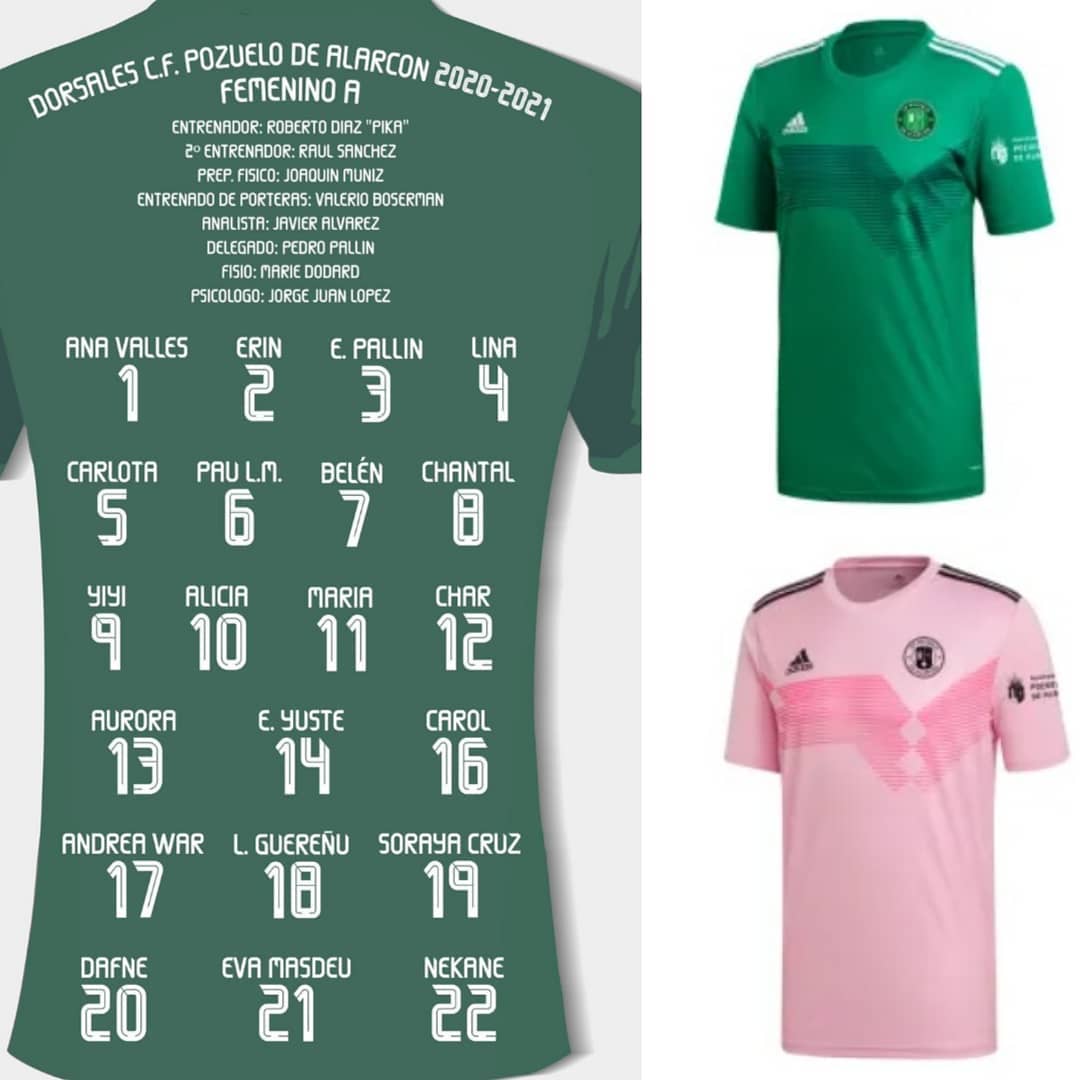 DORSALES C.F. POZUELO DE ALARCON 2020-2021
FEMENINO A
ENTRENADOR: ROBERTO DIAZ "PIKA"
2º ENTRENADOR: RAUL SANCHEZ
PREP. FISICO: JOAQUIN MUNIZ
ENTRENADO DE PORTERAS: VALERIO BOSERMAN
ANALISTA: JAVIER ALVAREZ
DELEGADO: PEDRO PALLIN
FISIO: MARIE DODARD
PSICOLOGO: JORGE JUAN LOPEZ
ANA VALLES ERIN E. PALLIN LINA
1 2 3 4
CARLOTA PAU L.M. BELÉN CHANTAL
5 6 7 8
YIYI ALICIA MARIA CHAR
9 10 11 12
AURORA E. YUSTE CAROL
13 14 16
ANDREA WAR L. GUEREÑU SORAYA CRUZ
17 18 19
DAFNE EVA MASDEU NEKANE
20 21 22
adidas
adidas